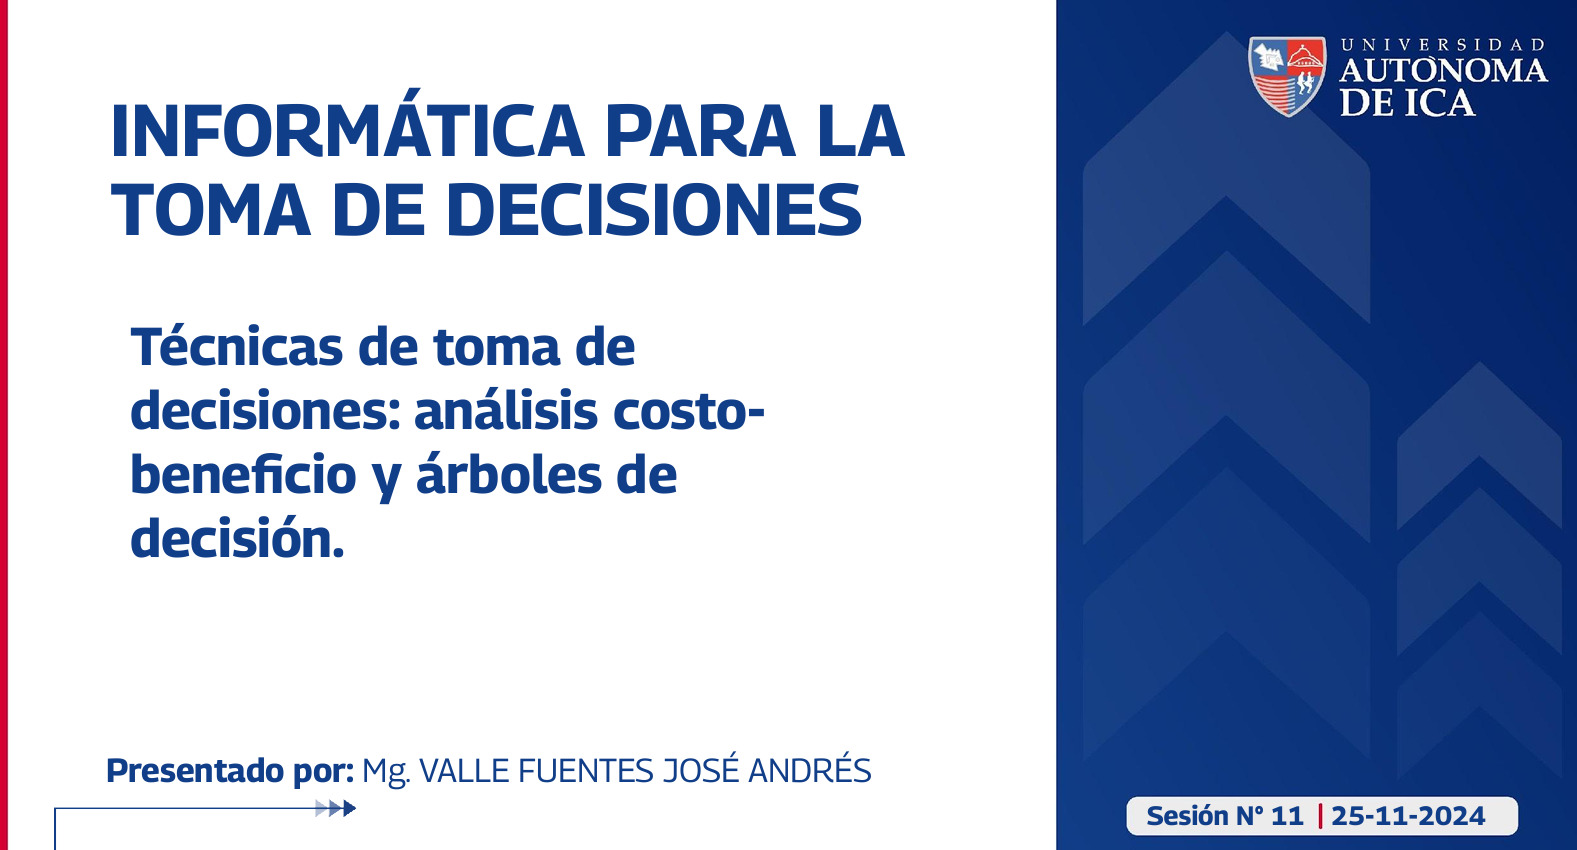 UNIVERSIDAD
AUTÓNOMA
DE ICA
INFORMÁTICA PARA LA
TOMA DE DECISIONES
Técnicas de toma de
decisiones: análisis costo-
beneficio y árboles de
decisión.
Presentado por: Mg. VALLE FUENTES JOSÉ ANDRÉS
Sesión N° 11 | 25-11-2024